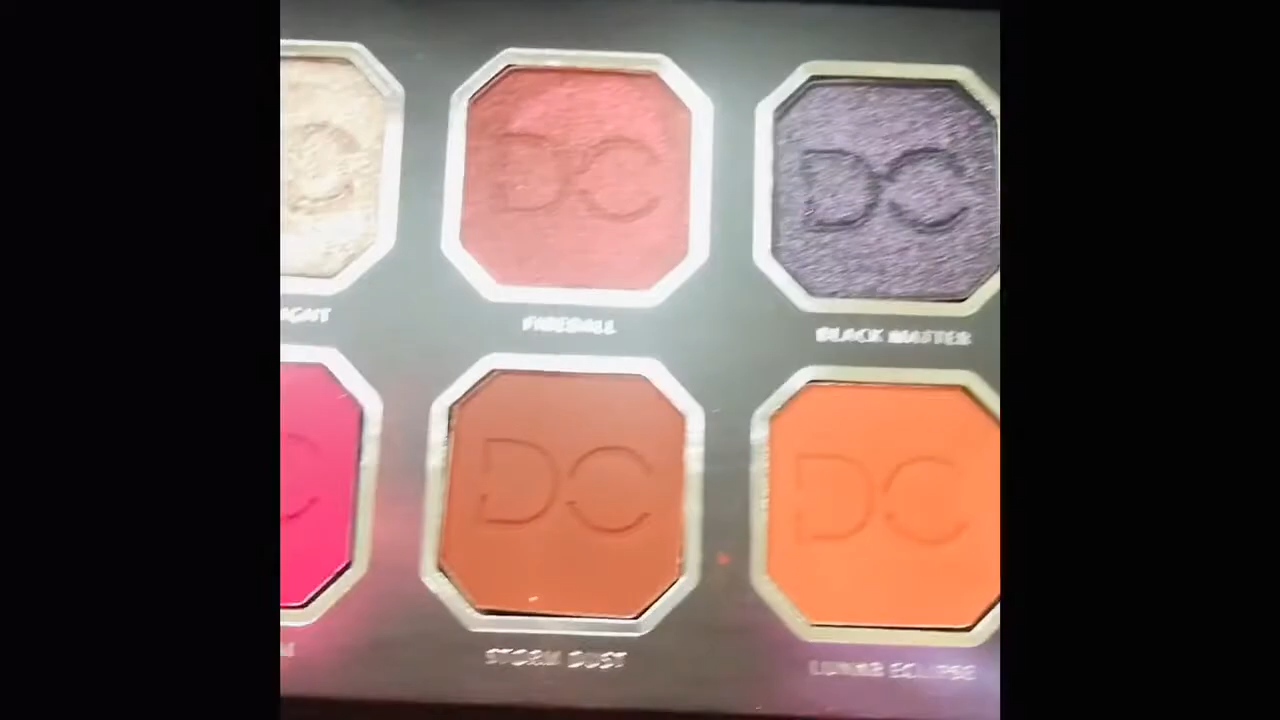 C DC DC
FIREBALL BLACK MATTER
C DC DC
STORM DUST LUNAR ECLIPSE